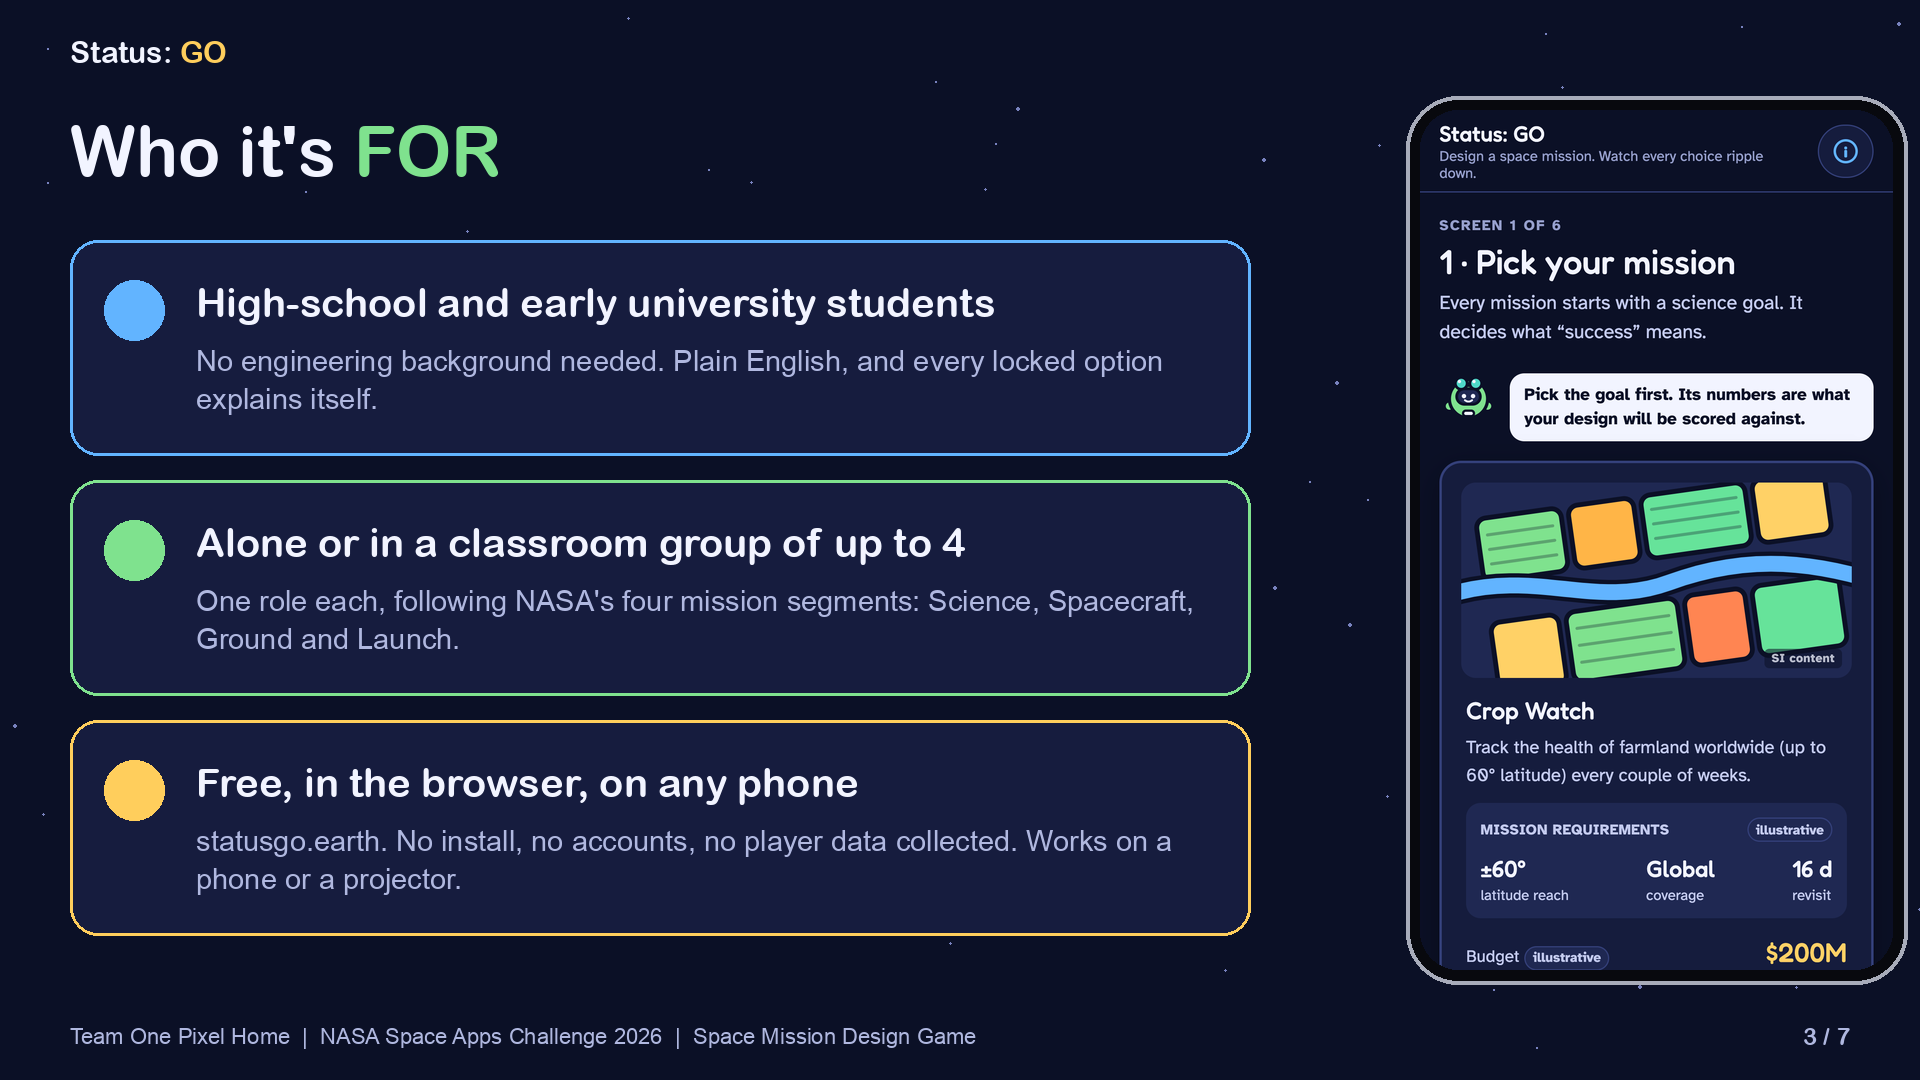 Status: GO
Who it's FOR
High-school and early university students
No engineering background needed. Plain English, and every locked option
explains itself.
Alone or in a classroom group of up to 4
One role each, following NASA's four mission segments: Science, Spacecraft,
Ground and Launch.
Free, in the browser, on any phone
statusgo.earth. No install, no accounts, no player data collected. Works on a
phone or a projector.
Status: GO
Design a space mission. Watch every choice ripple
down.
SCREEN 1 OF 6
1 · Pick your mission
Every mission starts with a science goal. It
decides what “success” means.
Pick the goal first. Its numbers are what
your design will be scored against.
SI content
Crop Watch
Track the health of farmland worldwide (up to
60° latitude) every couple of weeks.
MISSION REQUIREMENTS illustrative
±60° Global 16 d
latitude reach coverage revisit
Budget illustrative $200M
Team One Pixel Home | NASA Space Apps Challenge 2026 | Space Mission Design Game
3 / 7